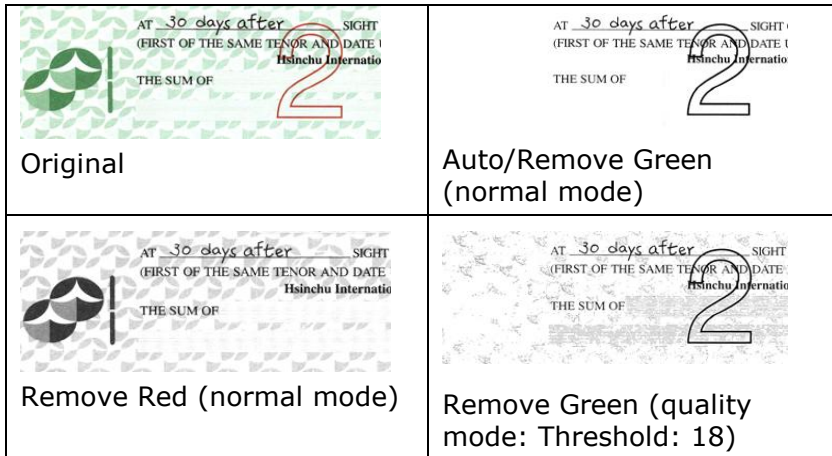 AT 30 days after SIGHT
(FIRST OF THE SAME TENOR AND DATE
Hsinchu Internatio
THE SUM OF
2
Original
AT 30 days after SIGHT
(FIRST OF THE SAME TENOR AND DATE
Hsinchu Internatio
THE SUM OF
2
Auto/Remove Green
(normal mode)
AT 30 days after SIGHT
(FIRST OF THE SAME TENOR AND DATE
Hsinchu Internatio
THE SUM OF
Remove Red (normal mode)
AT 30 days after SIGHT
(FIRST OF THE SAME TENOR AND DATE
Hsinchu Internatio
THE SUM OF
2
Remove Green (quality
mode: Threshold: 18)